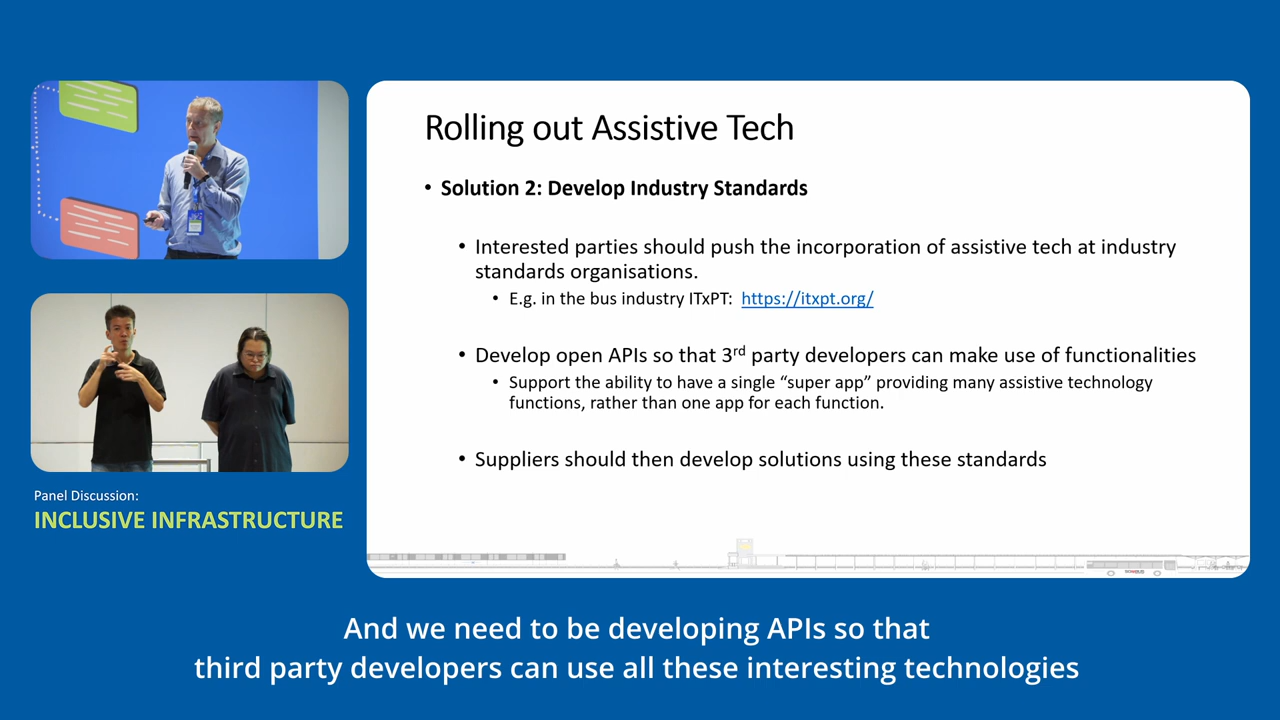 Rolling out Assistive Tech
• Solution 2: Develop Industry Standards
• Interested parties should push the incorporation of assistive tech at industry
standards organisations.
• E.g. in the bus industry ITxPT: https://itxpt.org/
• Develop open APIs so that 3rd party developers can make use of functionalities
• Support the ability to have a single “super app” providing many assistive technology
functions, rather than one app for each function.
• Suppliers should then develop solutions using these standards
Panel Discussion:
INCLUSIVE INFRASTRUCTURE
And we need to be developing APIs so that
third party developers can use all these interesting technologies